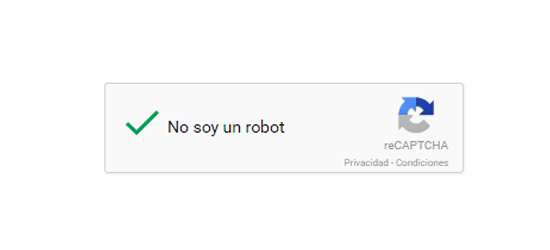 No soy un robot
reCAPTCHA
Privacidad - Condiciones